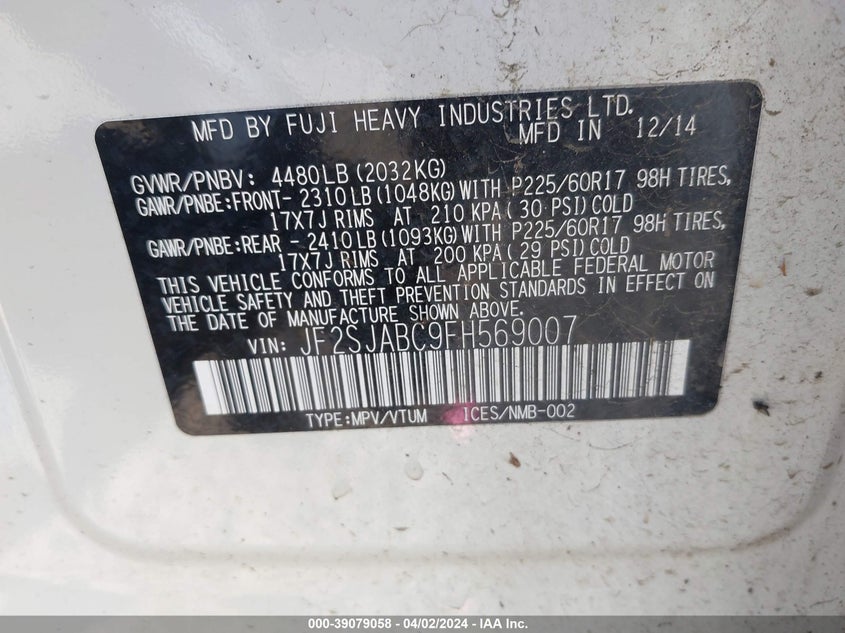 MFD BY FUJI HEAVY INDUSTRIES LTD.
MFD IN 12/14
GVWR/PNBV: 4480LB(2032KG)
GAWR/PNBE:FRONT- 2310LB(1048KG)WITH P225/60R17 98H TIRES,
17X7J RIMS AT 210 KPA(30 PSI)COLD
GAWR/PNBE:REAR - 2410LB(1093KG)WITH P225/60R17 98H TIRES,
17X7J RIMS AT 200 KPA(29 PSI)COLD
THIS VEHICLE CONFORMS TO ALL APPLICABLE FEDERAL MOTOR
VEHICLE SAFETY AND THEFT PREVENTION STANDARDS IN EFFECT ON
THE DATE OF MANUFACTURE SHOWN ABOVE.
VIN: JF2SJABC9FH569007
TYPE:MPV/VTUM ICES/NMB-002
000-39079058 - 04/02/2024 - IAA Inc.